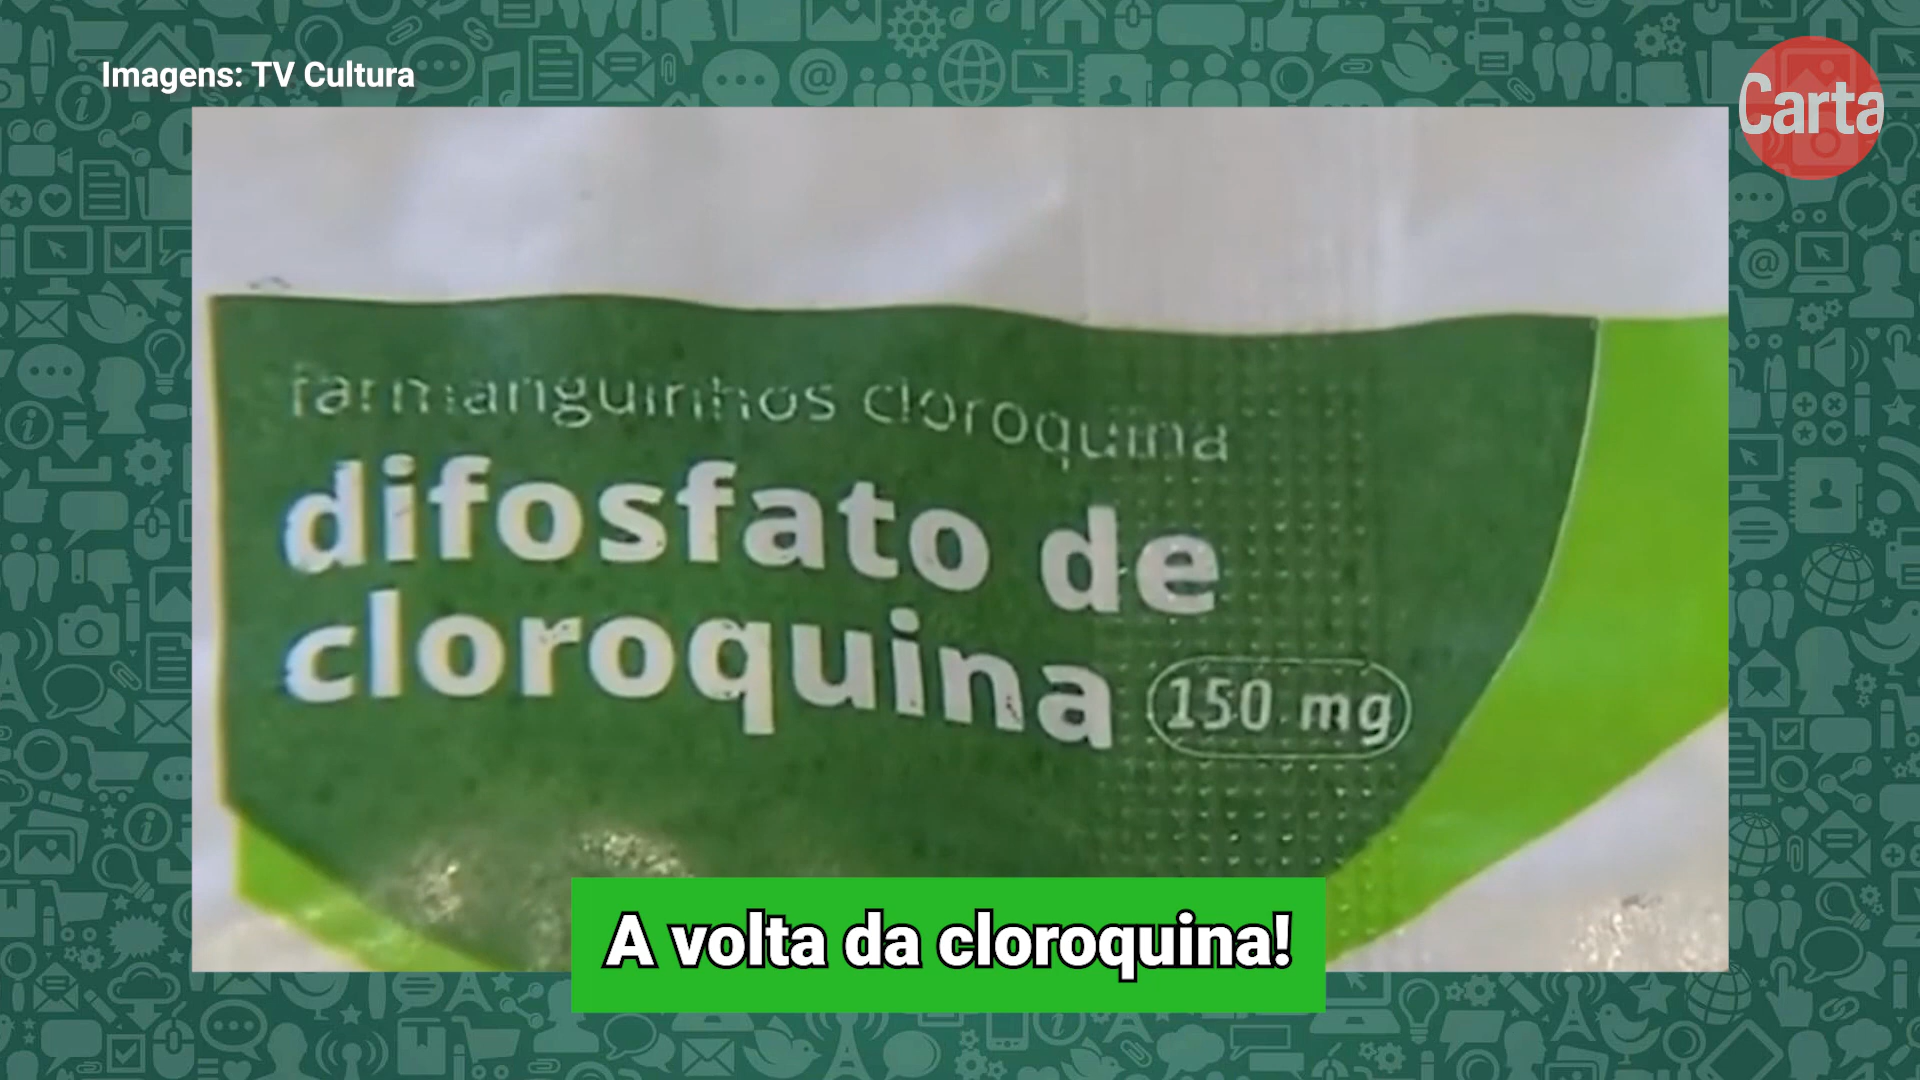 Imagens: TV Cultura
Carta
farmanguinhos cloroquina
difosfato de
cloroquina 150 mg
A volta da cloroquina!